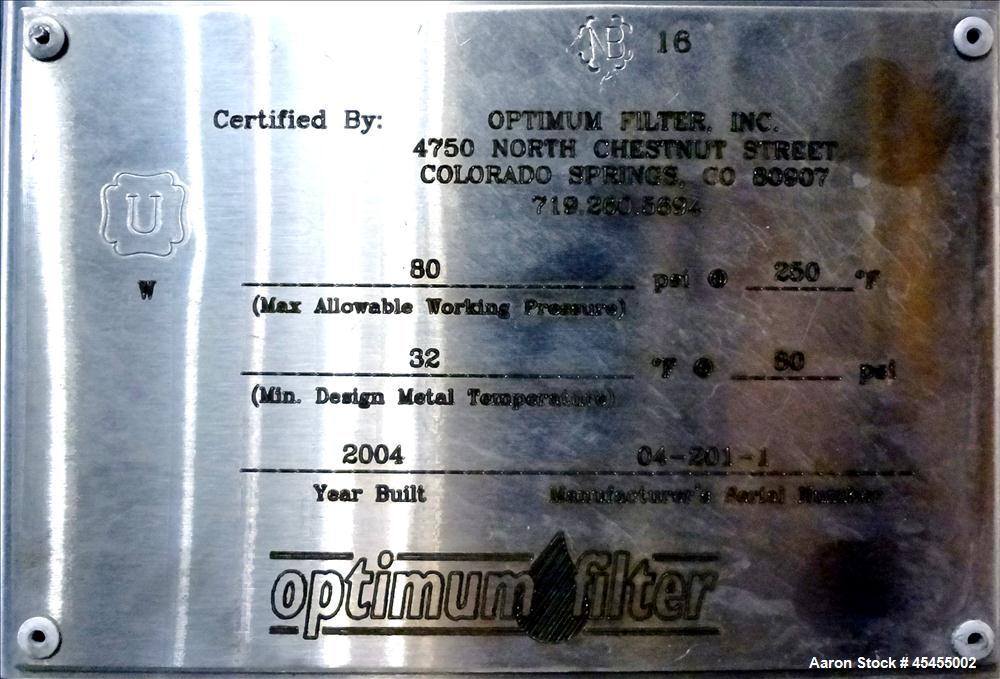 NB 16
Certified By: OPTIMUM FILTER, INC.
4750 NORTH CHESTNUT STREET
COLORADO SPRINGS, CO 80907
719.260.5694
U
W
80 psi @ 250 °F
(Max Allowable Working Pressure)
32 °F @ 80 psi
(Min. Design Metal Temperature)
2004 04-201-1
Year Built Manufacturer's Serial Number
optimum filter
Aaron Stock # 45455002